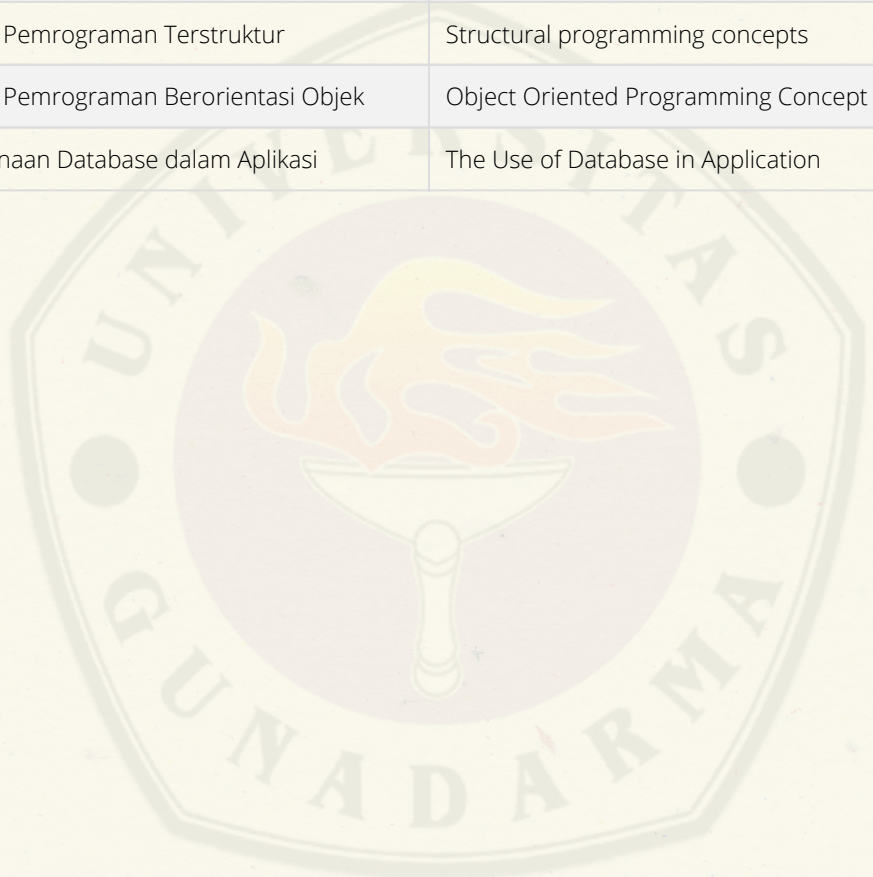 Pemrograman Terstruktur Structural programming concepts
Pemrograman Berorientasi Objek Object Oriented Programming Concept
Database dalam Aplikasi The Use of Database in Application
UNIVERSITAS
GUNADARMA